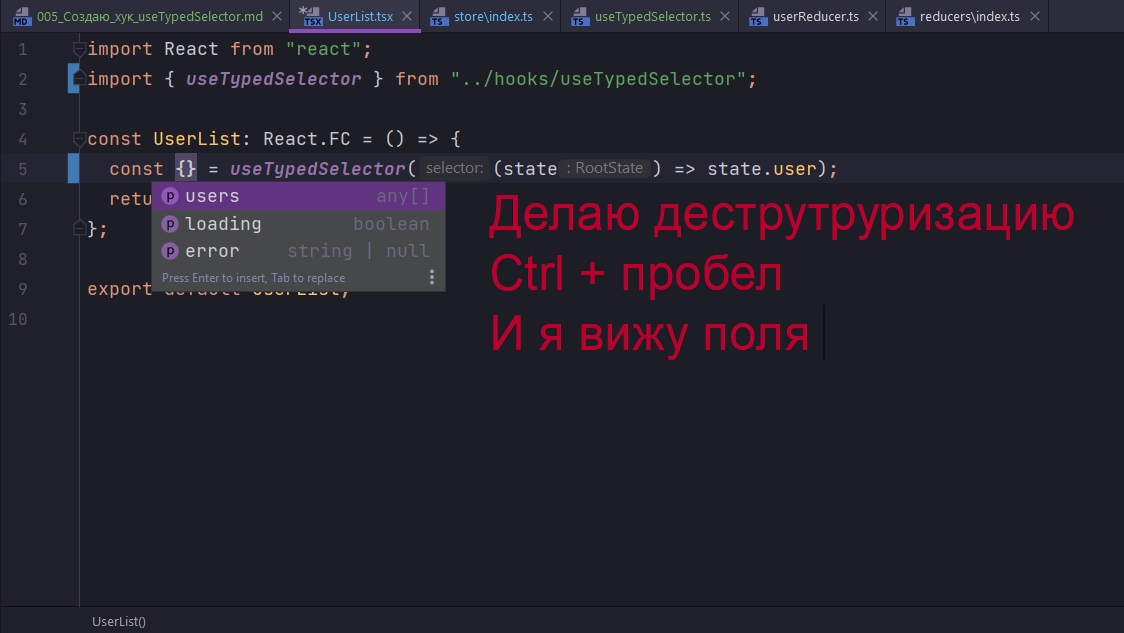 MD 005_Создаю_хук_useTypedSelector.md
TSX UserList.tsx
TS store\index.ts
TS useTypedSelector.ts
TS userReducer.ts
TS reducers\index.ts
1 import React from "react";
2 import { useTypedSelector } from "../hooks/useTypedSelector";
3
4 const UserList: React.FC = () => {
5 const {} = useTypedSelector( selector: (state : RootState ) => state.user);
6 retu
p users any[]
p loading boolean
p error string | null
Press Enter to insert, Tab to replace
7 };
8
9 export default UserList;
10
Делаю деструтруризацию
Ctrl + пробел
И я вижу поля
UserList()